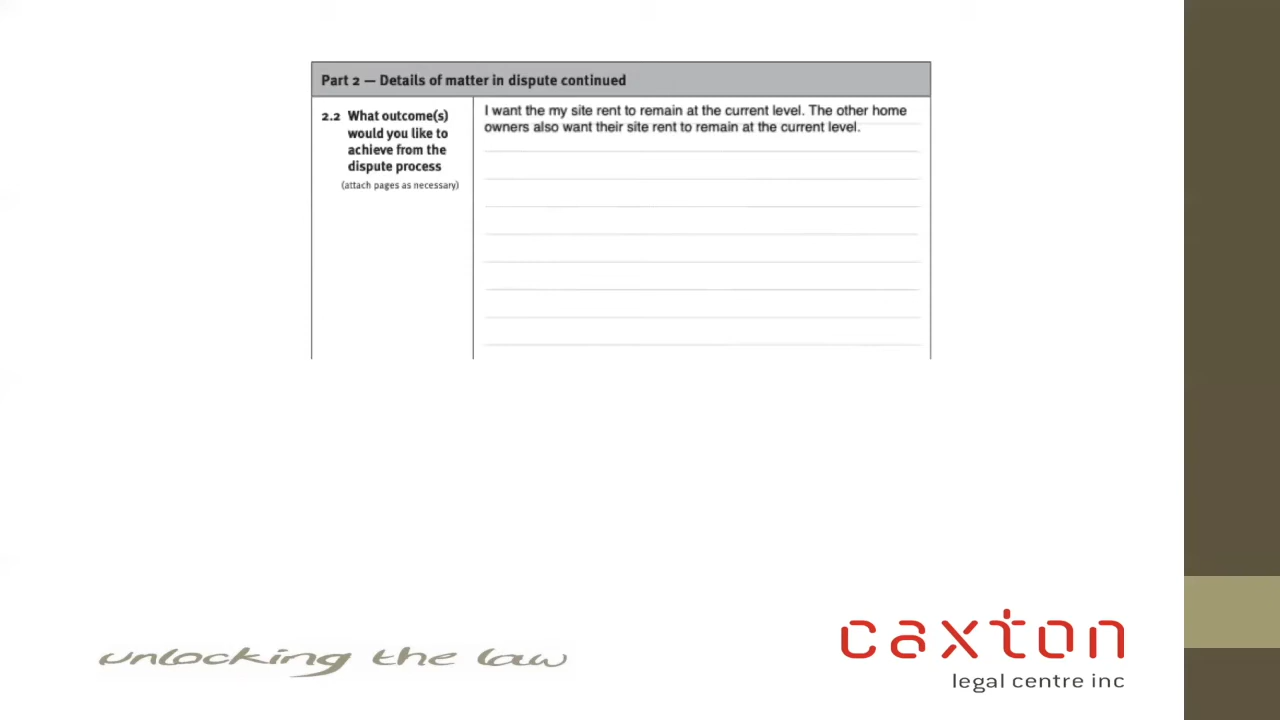 Part 2 — Details of matter in dispute continued
2.2 What outcome(s)
would you like to
achieve from the
dispute process
(attach pages as necessary)
I want the my site rent to remain at the current level. The other home
owners also want their site rent to remain at the current level.
unlocking the law
caxton
legal centre inc